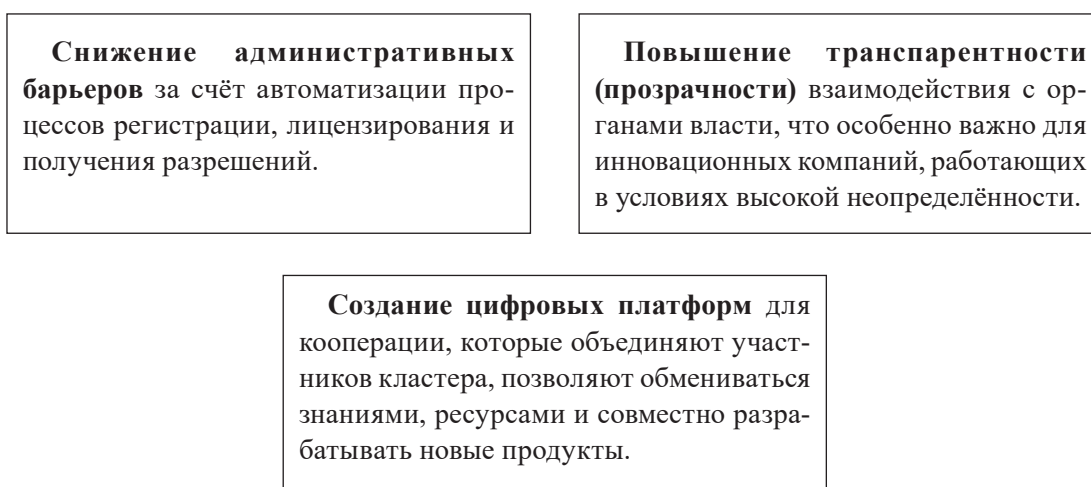 Снижение административных
барьеров за счёт автоматизации про-
цессов регистрации, лицензирования и
получения разрешений.
Повышение транспарентности
(прозрачности) взаимодействия с ор-
ганами власти, что особенно важно для
инновационных компаний, работающих
в условиях высокой неопределённости.
Создание цифровых платформ для
кооперации, которые объединяют участ-
ников кластера, позволяют обмениваться
знаниями, ресурсами и совместно разра-
батывать новые продукты.